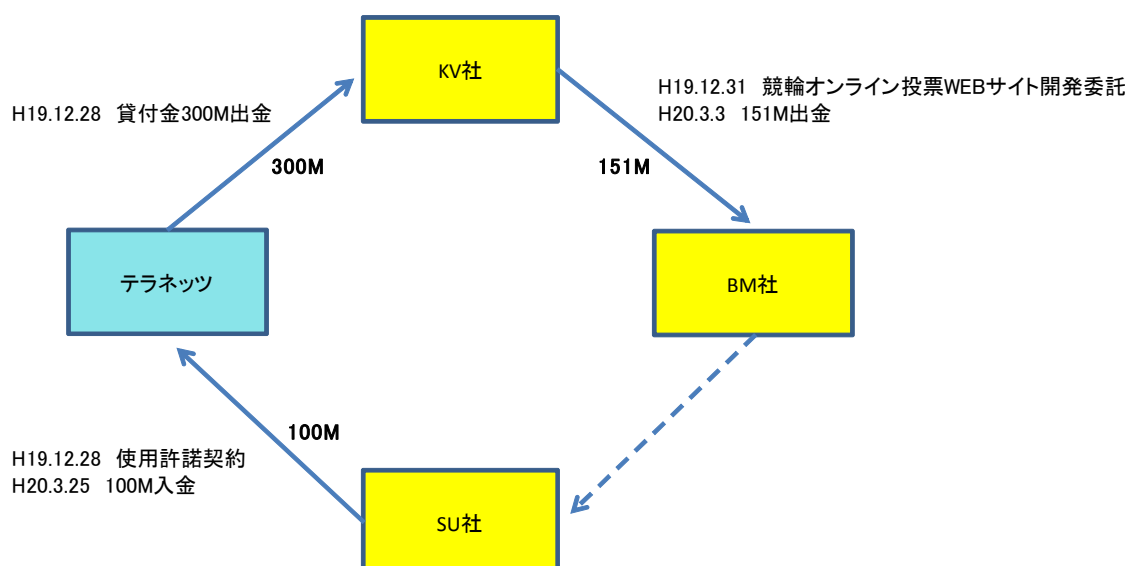 KV社
H19.12.31 競輪オンライン投票WEBサイト開発委託
H20.3.3 151M出金
H19.12.28 貸付金300M出金
300M
151M
テラネッツ
BM社
100M
H19.12.28 使用許諾契約
H20.3.25 100M入金
SU社